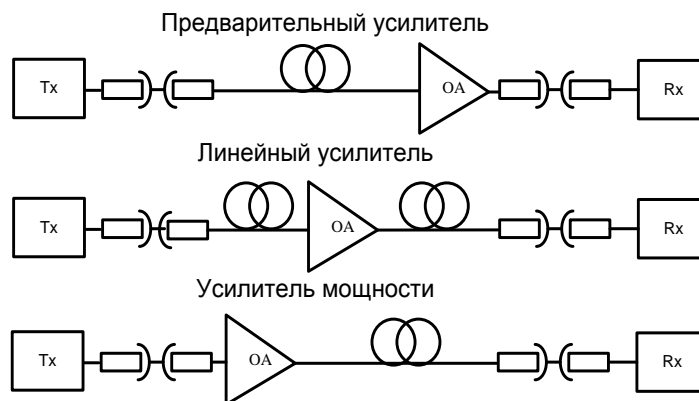 Предварительный усилитель
Tx
OA
Rx
Линейный усилитель
Tx
OA
Rx
Усилитель мощности
Tx
OA
Rx